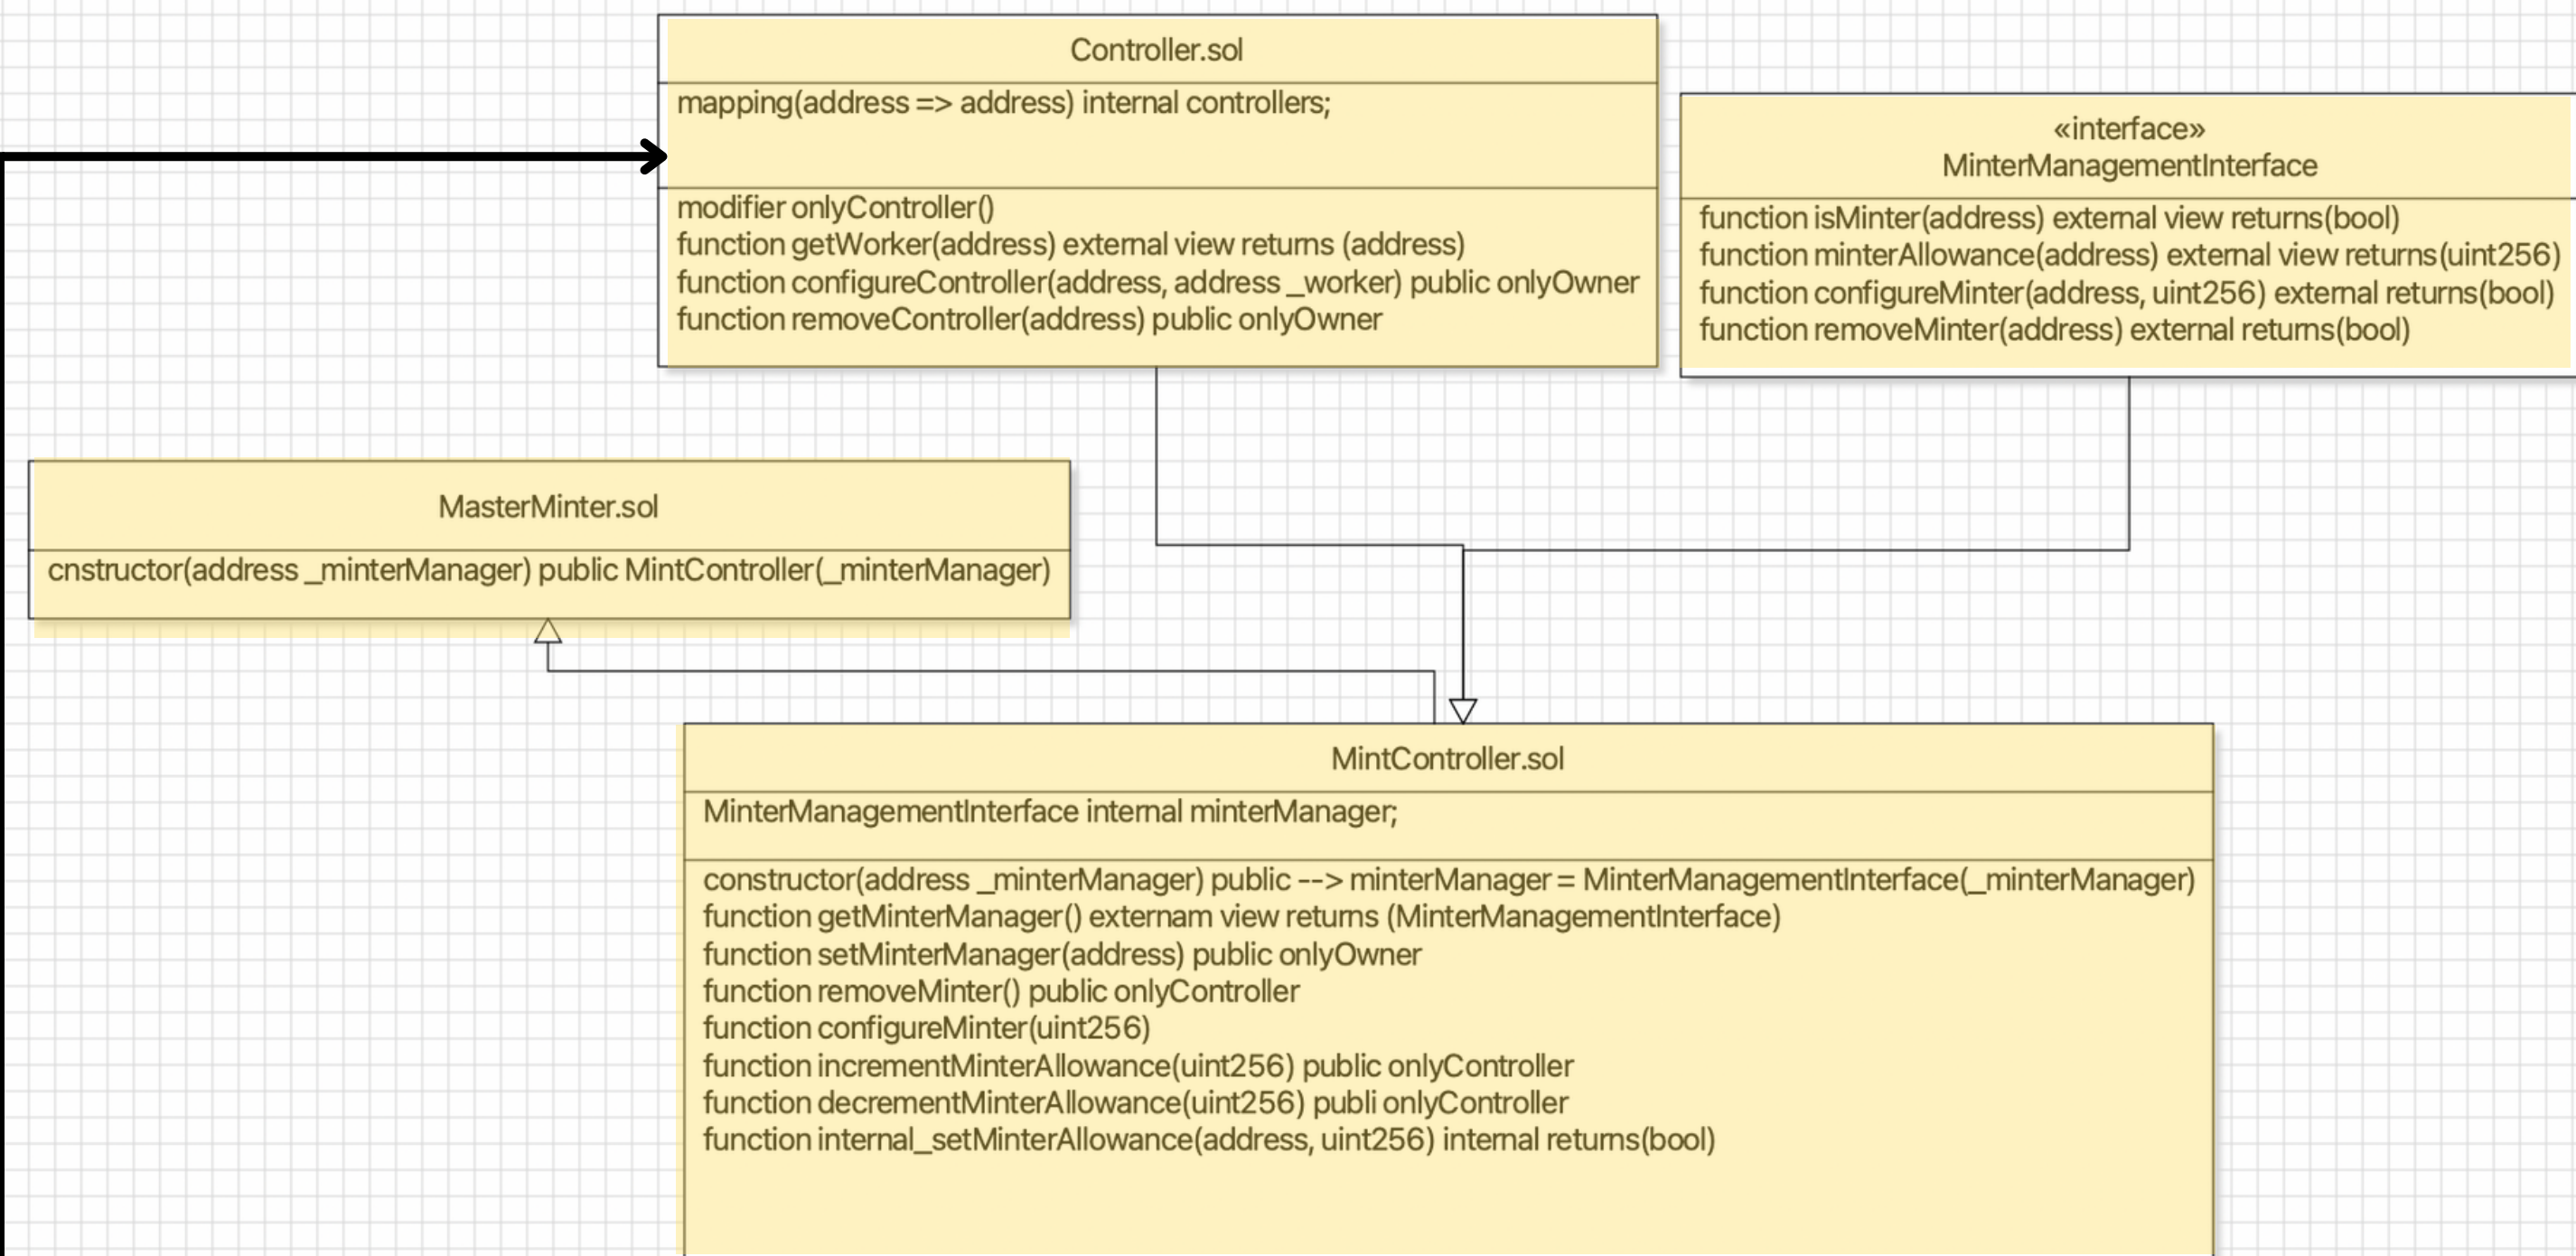 Controller.sol
mapping(address => address) internal controllers;
modifier onlyController()
function getWorker(address) external view returns (address)
function configureController(address, address _worker) public onlyOwner
function removeController(address) public onlyOwner
«interface»
MinterManagementInterface
function isMinter(address) external view returns(bool)
function minterAllowance(address) external view returns(uint256)
function configureMinter(address, uint256) external returns(bool)
function removeMinter(address) external returns(bool)
MasterMinter.sol
cnstructor(address _minterManager) public MintController(_minterManager)
MintController.sol
MinterManagementInterface internal minterManager;
constructor(address _minterManager) public --> minterManager = MinterManagementInterface(_minterManager)
function getMinterManager() externam view returns (MinterManagementInterface)
function setMinterManager(address) public onlyOwner
function removeMinter() public onlyController
function configureMinter(uint256)
function incrementMinterAllowance(uint256) public onlyController
function decrementMinterAllowance(uint256) publi onlyController
function internal_setMinterAllowance(address, uint256) internal returns(bool)